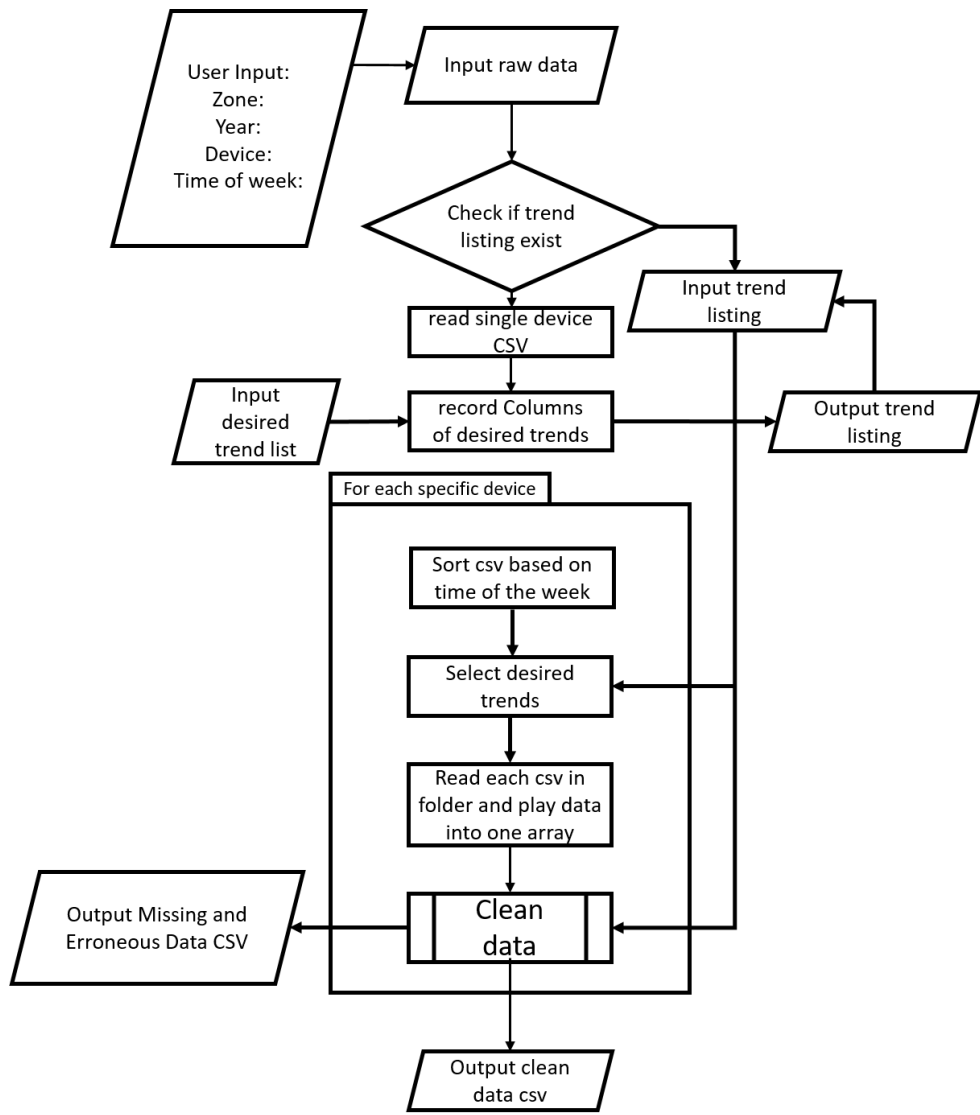 User Input:
Zone:
Year:
Device:
Time of week:
Input raw data
Check if trend
listing exist
Input trend
listing
read single device
CSV
Input
desired
trend list
record Columns
of desired trends
Output trend
listing
For each specific device
Sort csv based on
time of the week
Select desired
trends
Read each csv in
folder and play data
into one array
Clean
data
Output Missing and
Erroneous Data CSV
Output clean
data csv